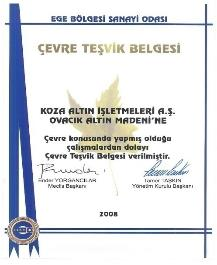 EGE BÖLGESİ SANAYİ ODASI
ÇEVRE TEŞVİK BELGESİ
KOZA ALTIN İŞLETMELERİ A.Ş.
OVACIK ALTIN MADENİ'NE
Çevre konusunda yapmış olduğu
çalışmalardan dolayı
Çevre Teşvik Belgesi verilmiştir.
Ender YORGANCILAR
Meclis Başkanı
Tamer TAŞKIN
Yönetim Kurulu Başkanı
2008